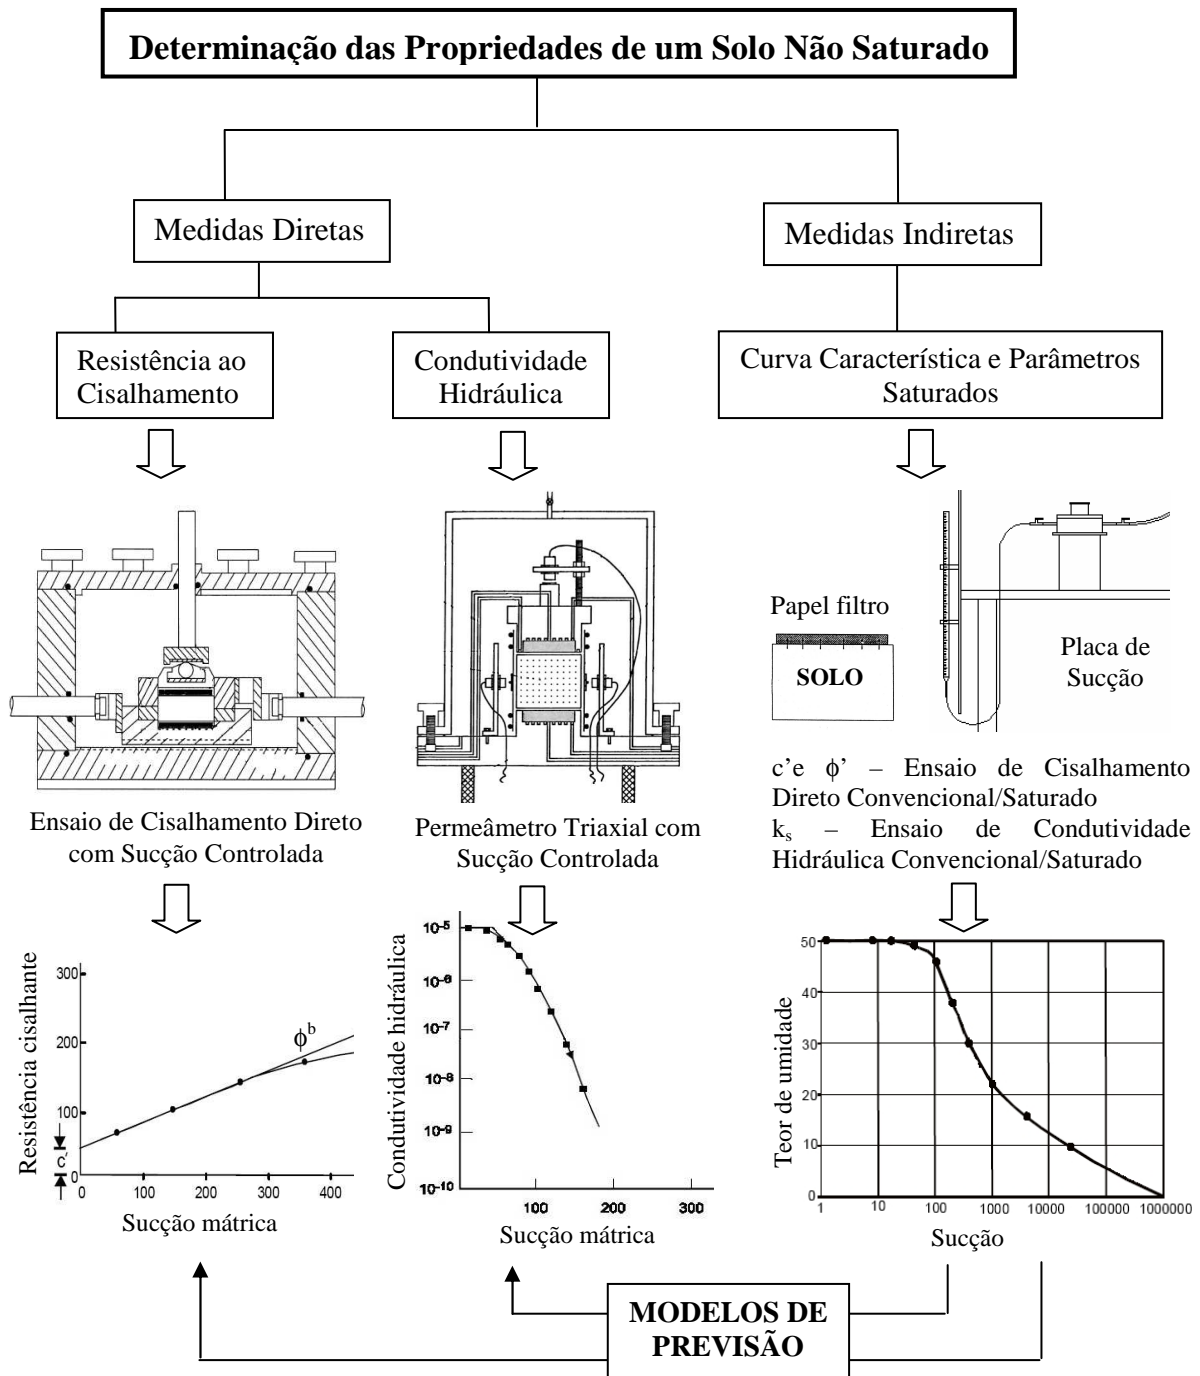 Determinação das Propriedades de um Solo Não Saturado
Medidas Diretas
Medidas Indiretas
Resistência ao
Cisalhamento
Condutividade
Hidráulica
Curva Característica e Parâmetros
Saturados
Papel filtro
SOLO
Placa de
Sucção
Ensaio de Cisalhamento Direto
com Sucção Controlada
Permeâmetro Triaxial com
Sucção Controlada
c'e ϕ' – Ensaio de Cisalhamento
Direto Convencional/Saturado
kₛ – Ensaio de Condutividade
Hidráulica Convencional/Saturado
Resistência cisalhante
300
200
100
0
c
ϕᵇ
0 100 200 300 400
Sucção mátrica
Condutividade hidráulica
10⁻⁵
10⁻⁶
10⁻⁷
10⁻⁸
10⁻⁹
10⁻¹⁰
100 200 300
Sucção mátrica
Teor de umidade
50
40
30
20
10
0
1 10 100 1000 10000 100000 1000000
Sucção
MODELOS DE
PREVISÃO